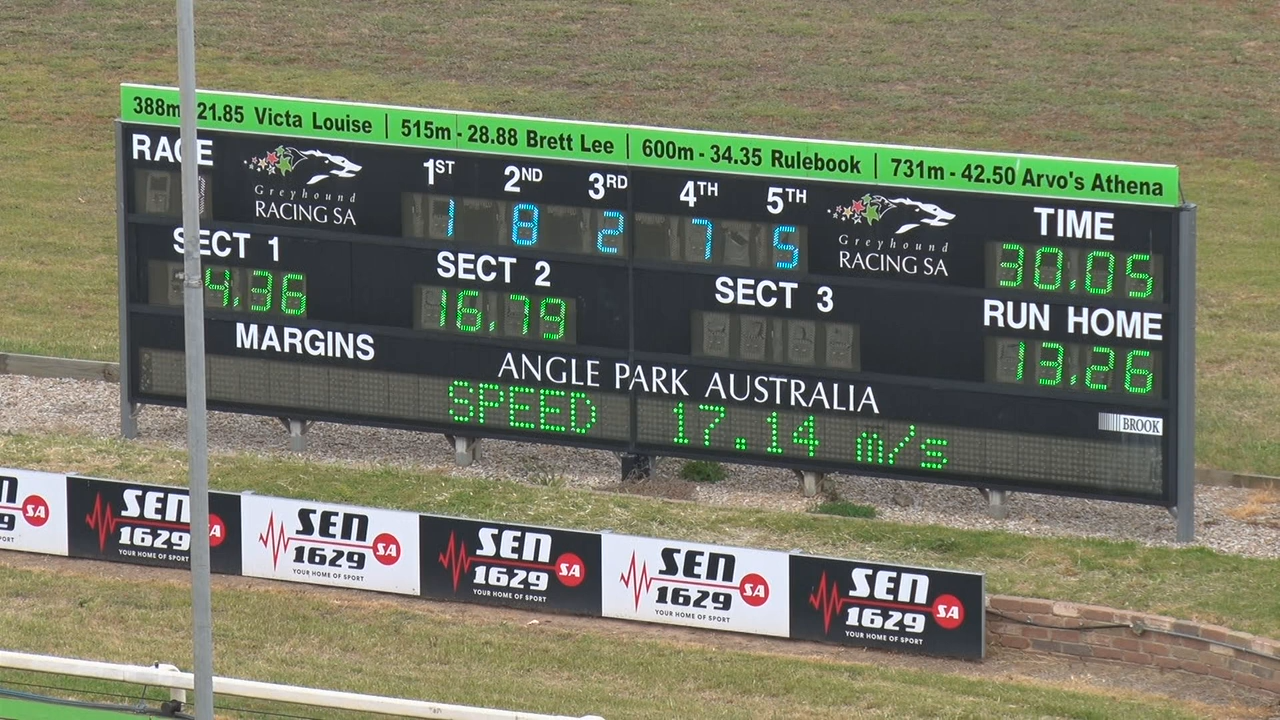 388m 21.85 Victa Louise | 515m - 28.88 Brett Lee | 600m - 34.35 Rulebook | 731m - 42.50 Arvo's Athena
RACE
Greyhound
RACING SA
1ST 2ND 3RD 4TH 5TH
1 8 2 7 5
Greyhound
RACING SA
TIME
30.05
SECT 1
4.36
SECT 2
16.79
SECT 3
RUN HOME
13.26
MARGINS
ANGLE PARK AUSTRALIA
BROOK
SPEED 17.14 m/s
SA
9
SEN SA
1629
YOUR HOME OF SPORT
SEN SA
1629
YOUR HOME OF SPORT
SEN SA
1629
YOUR HOME OF SPORT
SEN SA
1629
YOUR HOME OF SPORT
SEN SA
1629
YOUR HOME OF SPORT